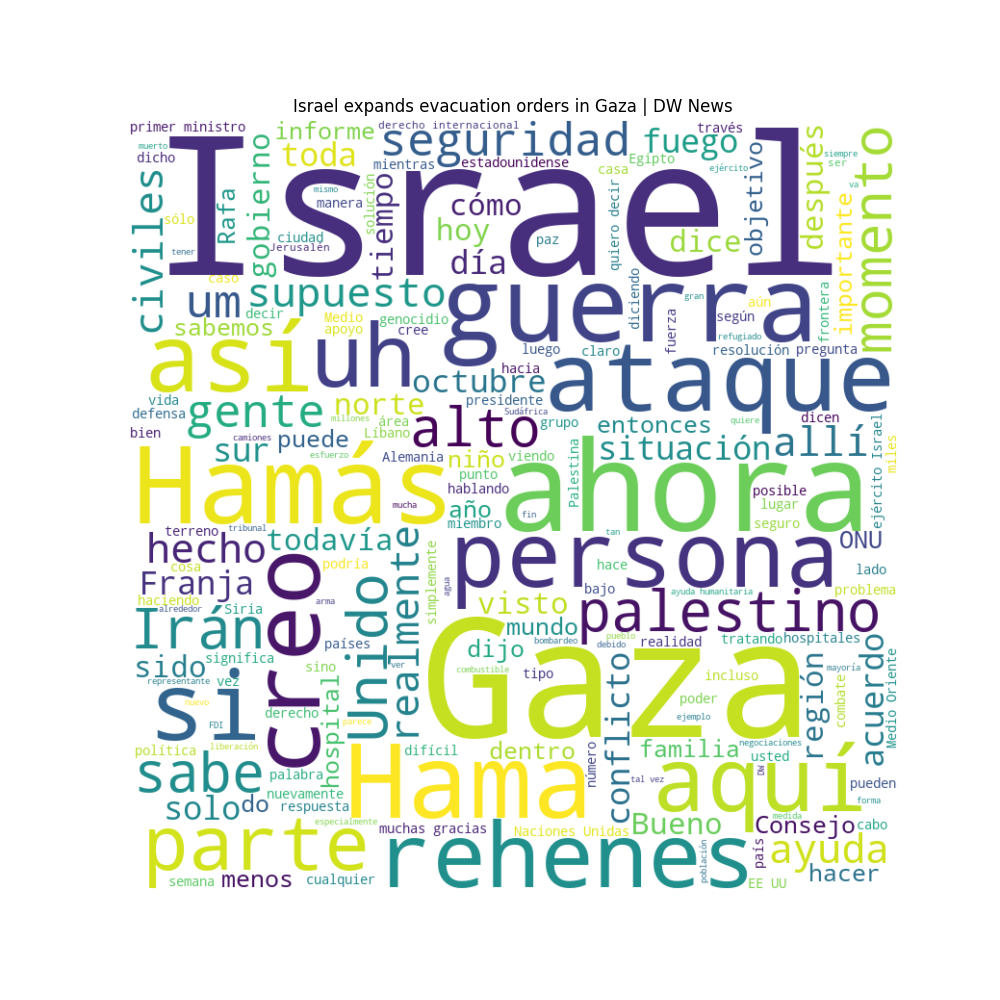 Israel expands evacuation orders in Gaza | DW News
primer ministro
derecho internacional
través
muerto
dicho
informe
toda
mientras
seguridad
estadounidense
fuego
Egipto
casa
ejército
siempre
ser
va
Israel
civiles
sólo
tener
Rafa
gobierno
ciudad
Jerusalén
mismo
manera
solución
tiempo
cómo
hoy
día
paz
quiero decir
dice
objetivo
después
importante
momento
caso
um
decir
supuesto
sabemos
Medio
apoyo
genocidio
cree
guerra
diciendo
gran
fuerza
aún
según
frontera
refugiado
resolución
pregunta
así
uh
luego
claro
hacia
octubre
ataque
vida
defensa
bien
gente
norte
millones
presidente
Sudáfrica
alto
grupo
entonces
quiere
dicen
camiones
sur
puede
esfuerzo
área
Líbano
Alemania
niño
viendo
punto
hablando
Palestina
situación
allí
ejército Israel
miles
posible
lugar
seguro
Hamás
mucha
año
miembro
fin
ahora
tan
terreno
tribunal
hecho
todavía
cosa
Franja
podría
haciendo
alrededor
Siria
arma
creo
Unido
realmente
simplemente
agua
persona
ONU
hace
bajo
lado
ayuda humanitaria
problema
visto
palestino
Irán
países
mundo
bombardeo
pueblo
debido
realidad
tratando
hospitales
sido
significa
sino
ver
dijo
tipo
Gaza
incluso
poder
ejemplo
mayoría
combate
región
acuerdo
Medio Oriente
representante
vez
nuevo
si
FDI
derecho
hospital
parece
combustible
conflicto
política
liberación
difícil
dentro
número
familia
negociaciones
usted
DW
sabe
palabra
nuevamente
Hama
tal vez
aquí
pueden
forma
solo
do
respuesta
especialmente
muchas gracias
Naciones Unidas
Bueno
medida
Consejo
cabo
parte
rehenes
población
país
ayuda
semana
menos
cualquier
EE UU
hacer